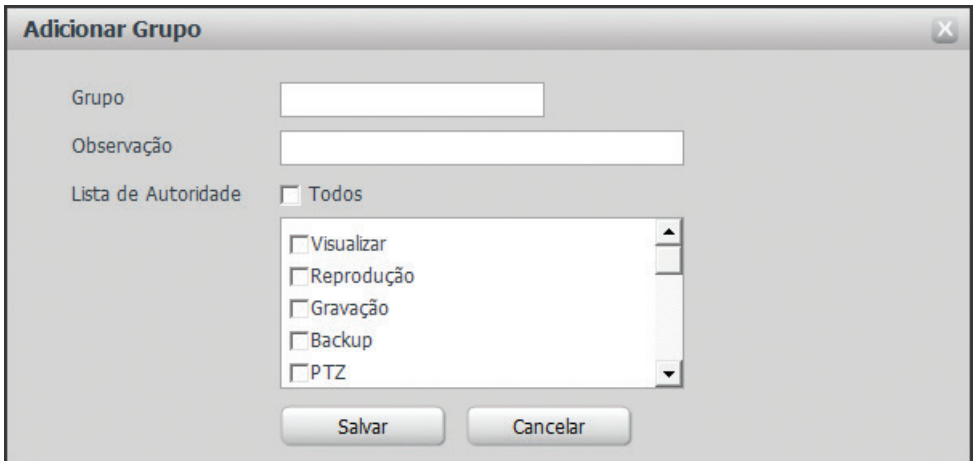 Adicionar Grupo
Grupo
Observação
Lista de Autoridade Todos
Visualizar
Reprodução
Gravação
Backup
PTZ
Salvar Cancelar